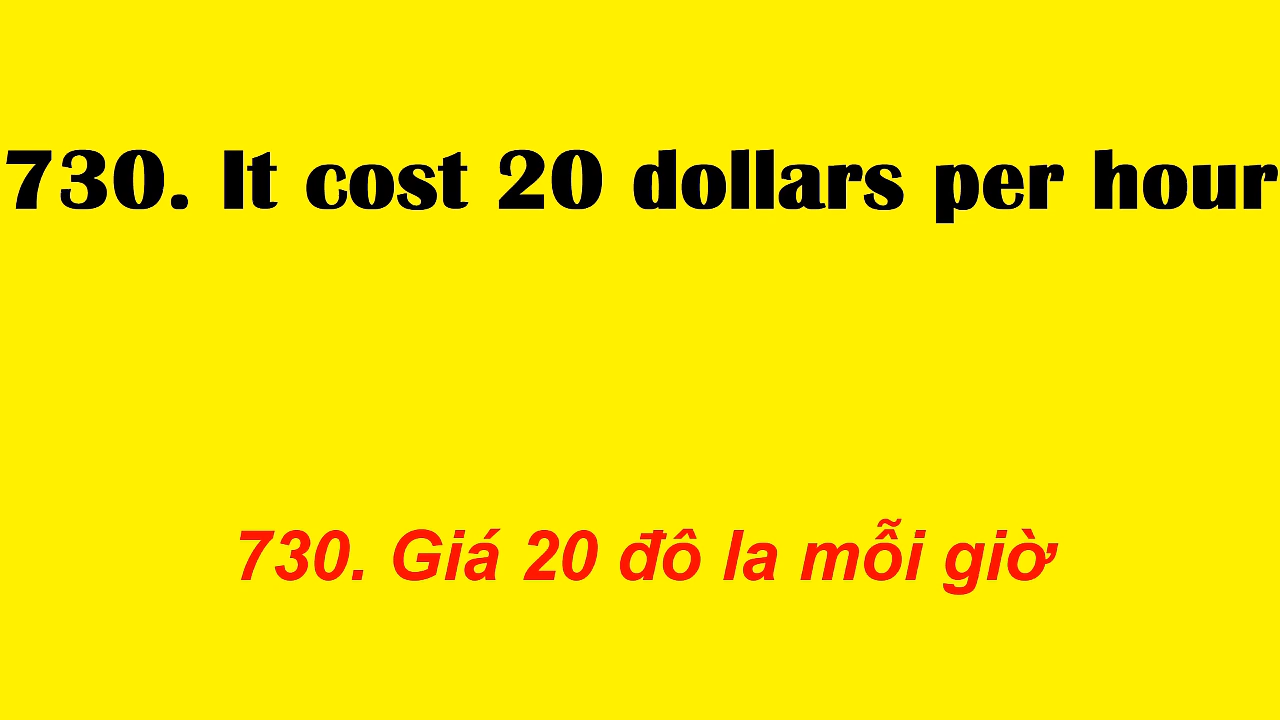 730. It cost 20 dollars per hour
730. Giá 20 đô la mỗi giờ